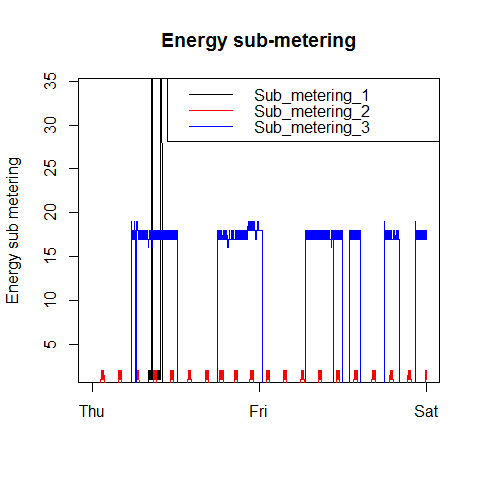 Energy sub-metering
Sub_metering_1
Sub_metering_2
Sub_metering_3
Energy sub metering
35
30
25
20
15
10
5
Thu Fri Sat